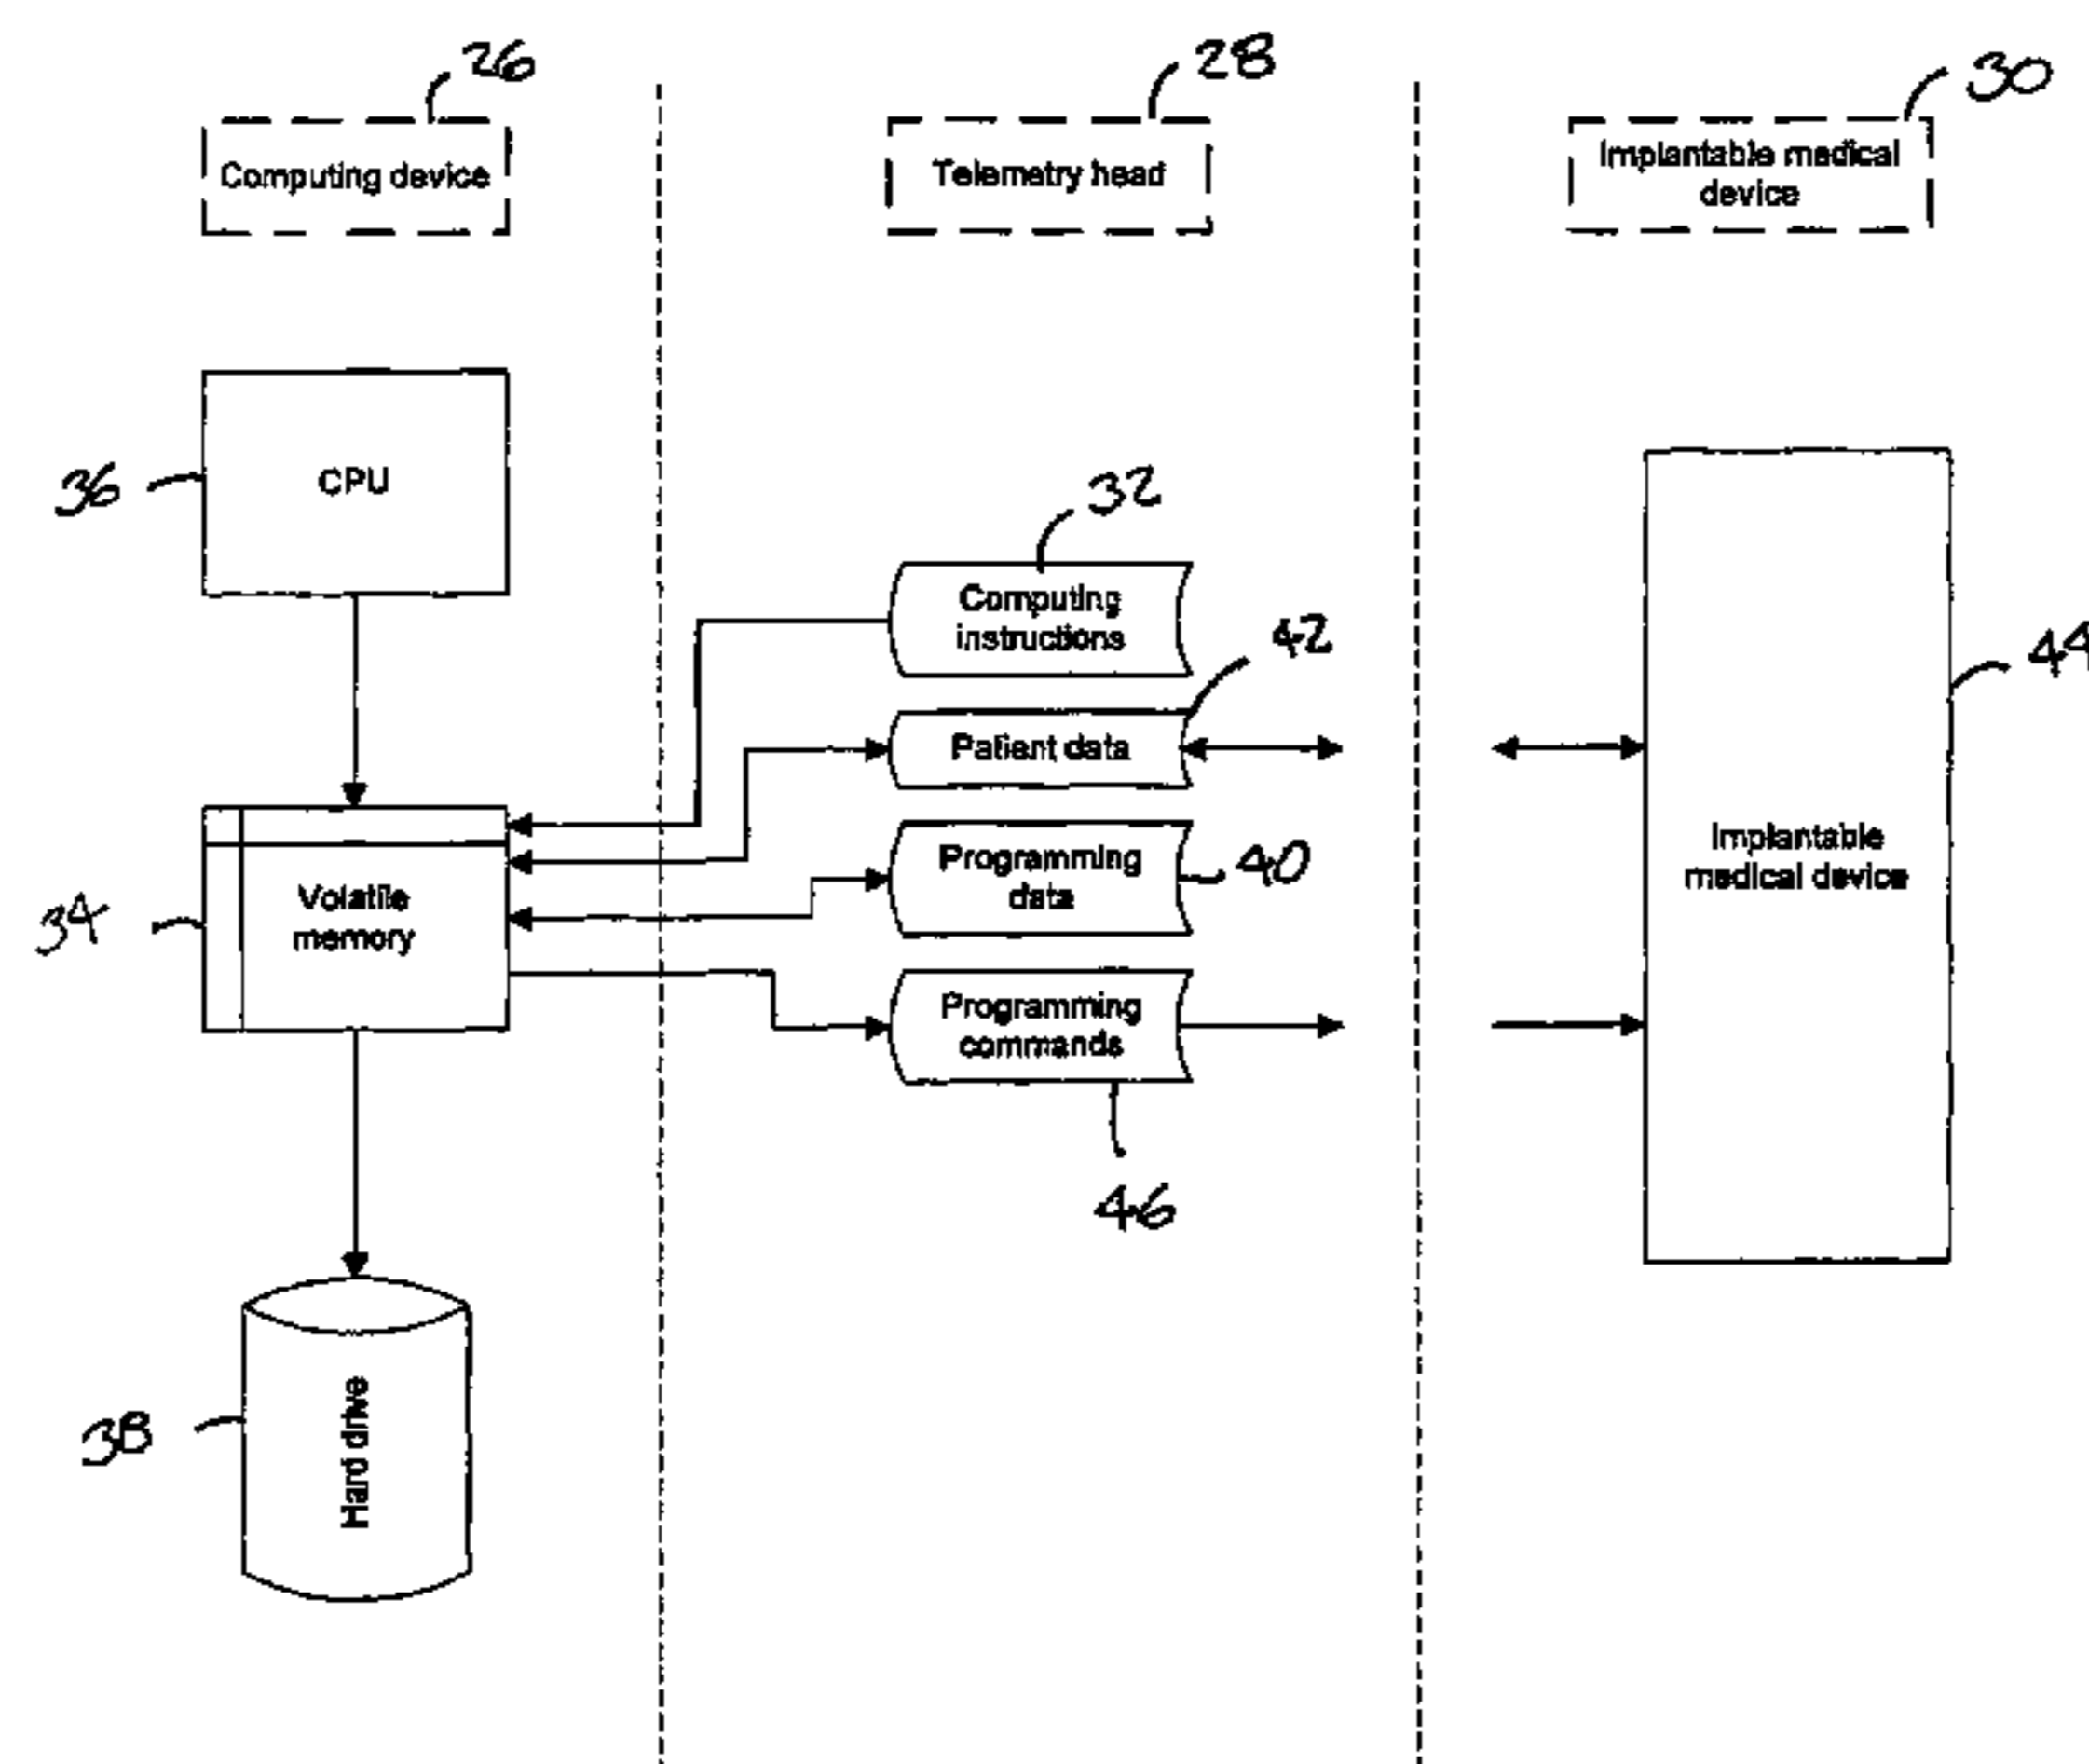 26
28
30
Computing device
Telemetry head
Implantable medical
device
36
CPU
32
Computing
instructions
42
44
Patient data
Programming
data
40
Implantable
medical device
34
Volatile
memory
Programming
commands
46
38
Hard drive